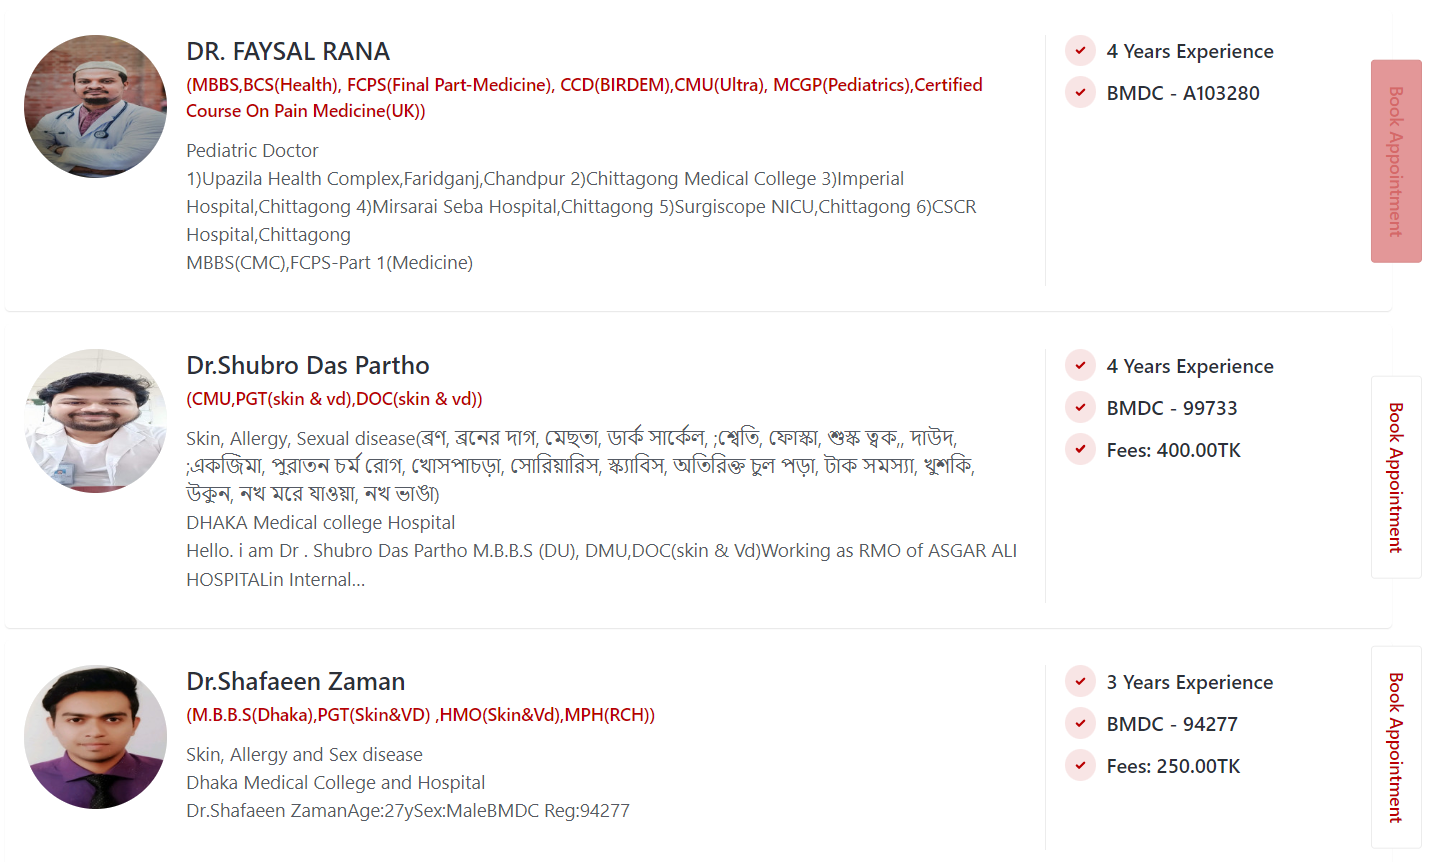 DR. FAYSAL RANA
(MBBS,BCS(Health), FCPS(Final Part-Medicine), CCD(BIRDEM),CMU(Ultra), MCGP(Pediatrics),Certified
Course On Pain Medicine(UK))
Pediatric Doctor
1)Upazila Health Complex,Faridganj,Chandpur 2)Chittagong Medical College 3)Imperial
Hospital,Chittagong 4)Mirsarai Seba Hospital,Chittagong 5)Surgiscope NICU,Chittagong 6)CSCR
Hospital,Chittagong
MBBS(CMC),FCPS-Part 1(Medicine)
4 Years Experience
BMDC - A103280
Book Appointment
Dr.Shubro Das Partho
(CMU,PGT(skin & vd),DOC(skin & vd))
Skin, Allergy, Sexual disease(ব্রণ, ব্রনের দাগ, মেছতা, ডার্ক সার্কেল, ;শ্বেতি, ফোস্কা, শুস্ক ত্বক,, দাউদ,
;একজিমা, পুরাতন চর্ম রোগ, খোসপাচড়া, সোরিয়ারিস, স্ক্যাবিস, অতিরিক্ত চুল পড়া, টাক সমস্যা, খুশকি,
উকুন, নখ মরে যাওয়া, নখ ভাঙা)
DHAKA Medical college Hospital
Hello. i am Dr . Shubro Das Partho M.B.B.S (DU), DMU,DOC(skin & Vd)Working as RMO of ASGAR ALI
HOSPITALin Internal...
4 Years Experience
BMDC - 99733
Fees: 400.00TK
Book Appointment
Dr.Shafaeen Zaman
(M.B.B.S(Dhaka),PGT(Skin&VD) ,HMO(Skin&Vd),MPH(RCH))
Skin, Allergy and Sex disease
Dhaka Medical College and Hospital
Dr.Shafaeen ZamanAge:27ySex:MaleBMDC Reg:94277
3 Years Experience
BMDC - 94277
Fees: 250.00TK
Book Appointment